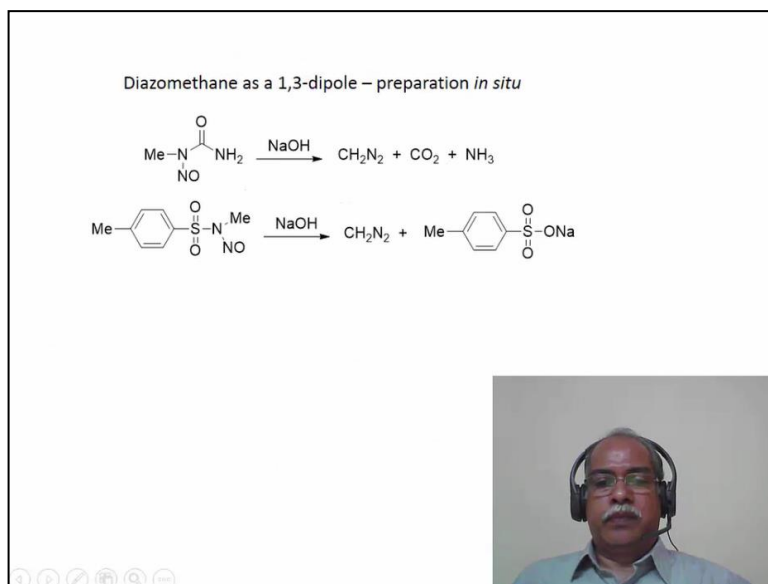 Diazomethane as a 1,3-dipole – preparation in situ
O
Me N NH₂ NaOH CH₂N₂ + CO₂ + NH₃
NO
O
Me S N Me NaOH CH₂N₂ + Me S ONa
O NO O
O